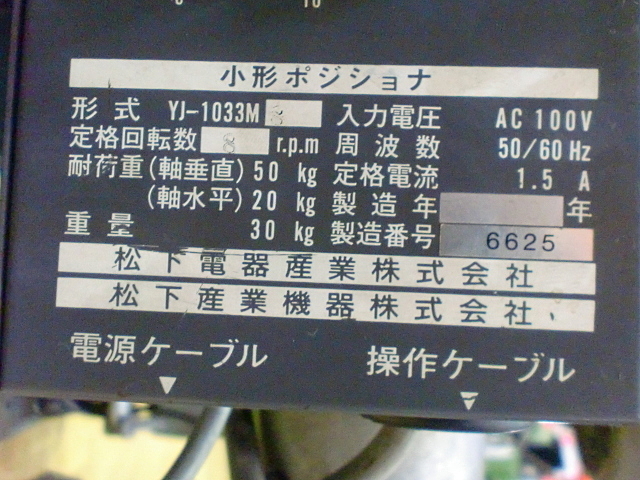 10
小形ポジショナ
形式 YJ-1033M8 入力電圧 AC 100V
定格回転数 8 r.p.m 周波数 50/60 Hz
耐荷重(軸垂直) 50 kg 定格電流 1.5 A
(軸水平) 20 kg 製造年 年
重量 30 kg 製造番号 6625
松下電器産業株式会社
松下産業機器株式会社
電源ケーブル 操作ケーブル
▼ ▼